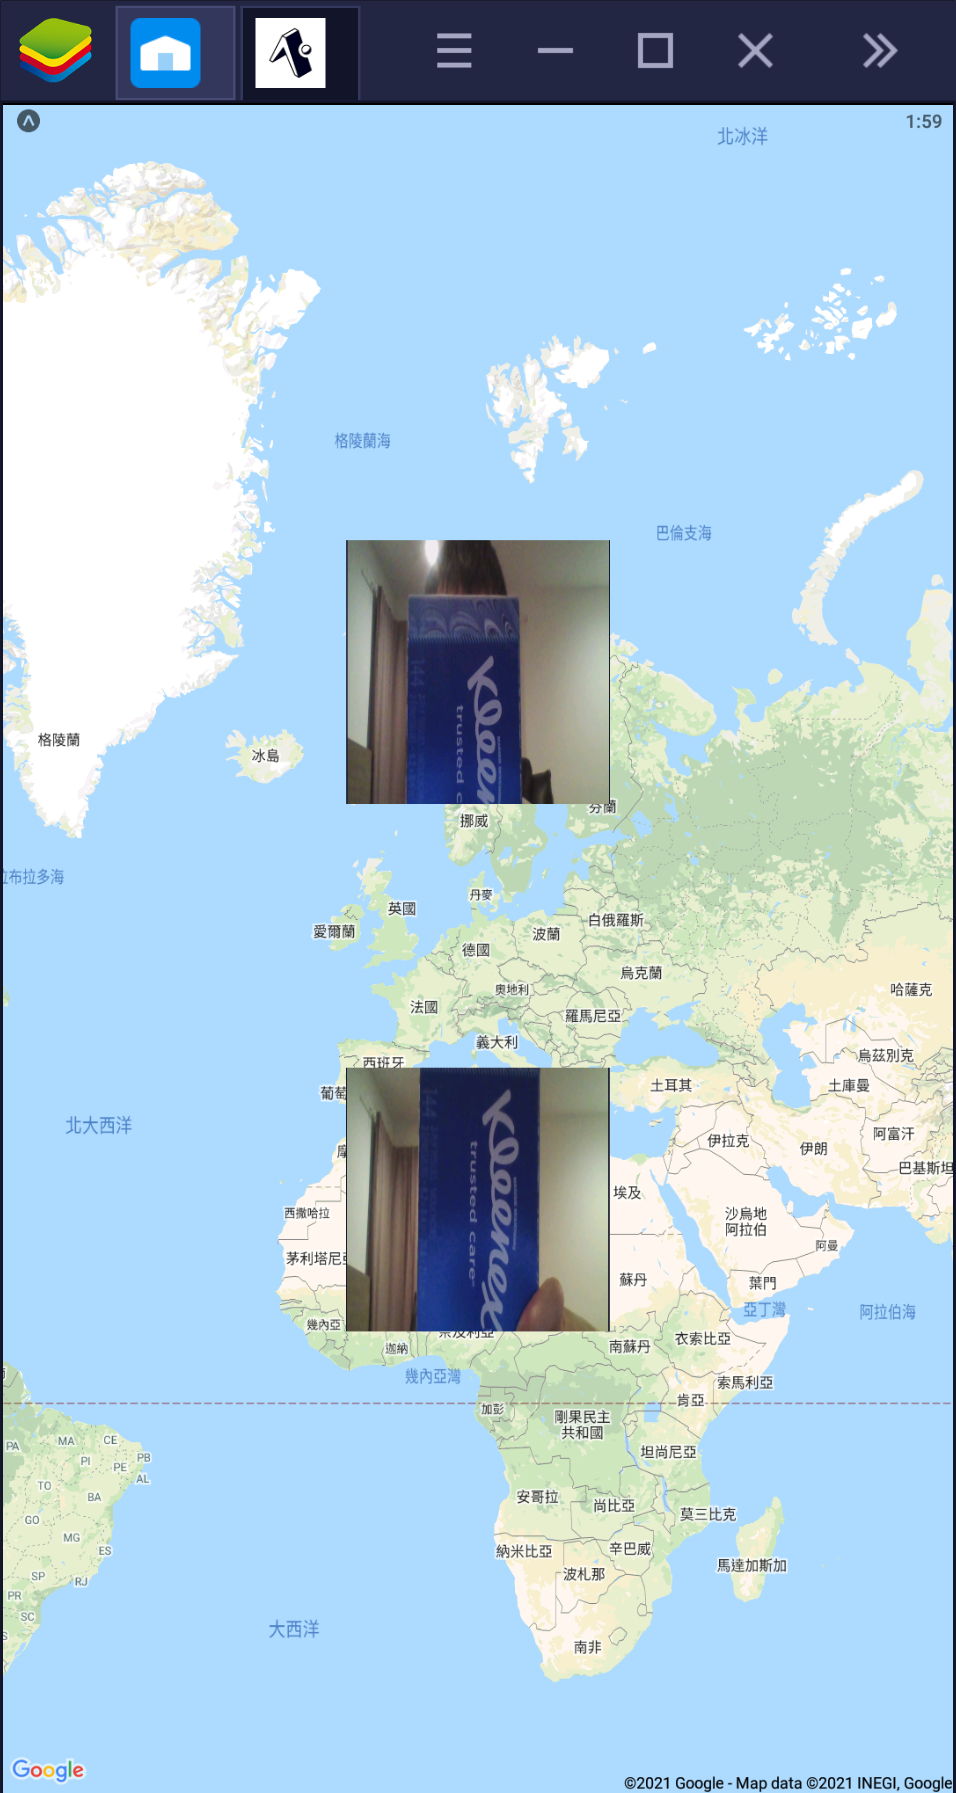 1:59
北冰洋
格陵蘭海
巴倫支海
格陵蘭
冰島
Kleen
trusted c
144
芬蘭
挪威
拉布拉多海
丹麥
英國
愛爾蘭
白俄羅斯
波蘭
德國
烏克蘭
奧地利
哈薩克
法國
羅馬尼亞
義大利
烏茲別克
西班牙
土耳其
土庫曼
葡萄
北大西洋
阿富汗
伊拉克
伊朗
巴基斯坦
摩
144
Kleenex
trusted care
埃及
西撒哈拉
沙烏地
阿拉伯
阿曼
茅利塔尼亞
蘇丹
葉門
亞丁灣
阿拉伯海
幾內亞
奈及利亞
衣索比亞
迦納
南蘇丹
幾內亞灣
索馬利亞
肯亞
加彭
剛果民主
共和國
坦尚尼亞
PA
MA
CE
PI
PB
PE
AL
TO
BA
GO
MG
ES
SP
RJ
PR
SC
S
安哥拉
尚比亞
莫三比克
納米比亞
辛巴威
馬達加斯加
波札那
大西洋
南非
Google
©2021 Google - Map data ©2021 INEGI, Google